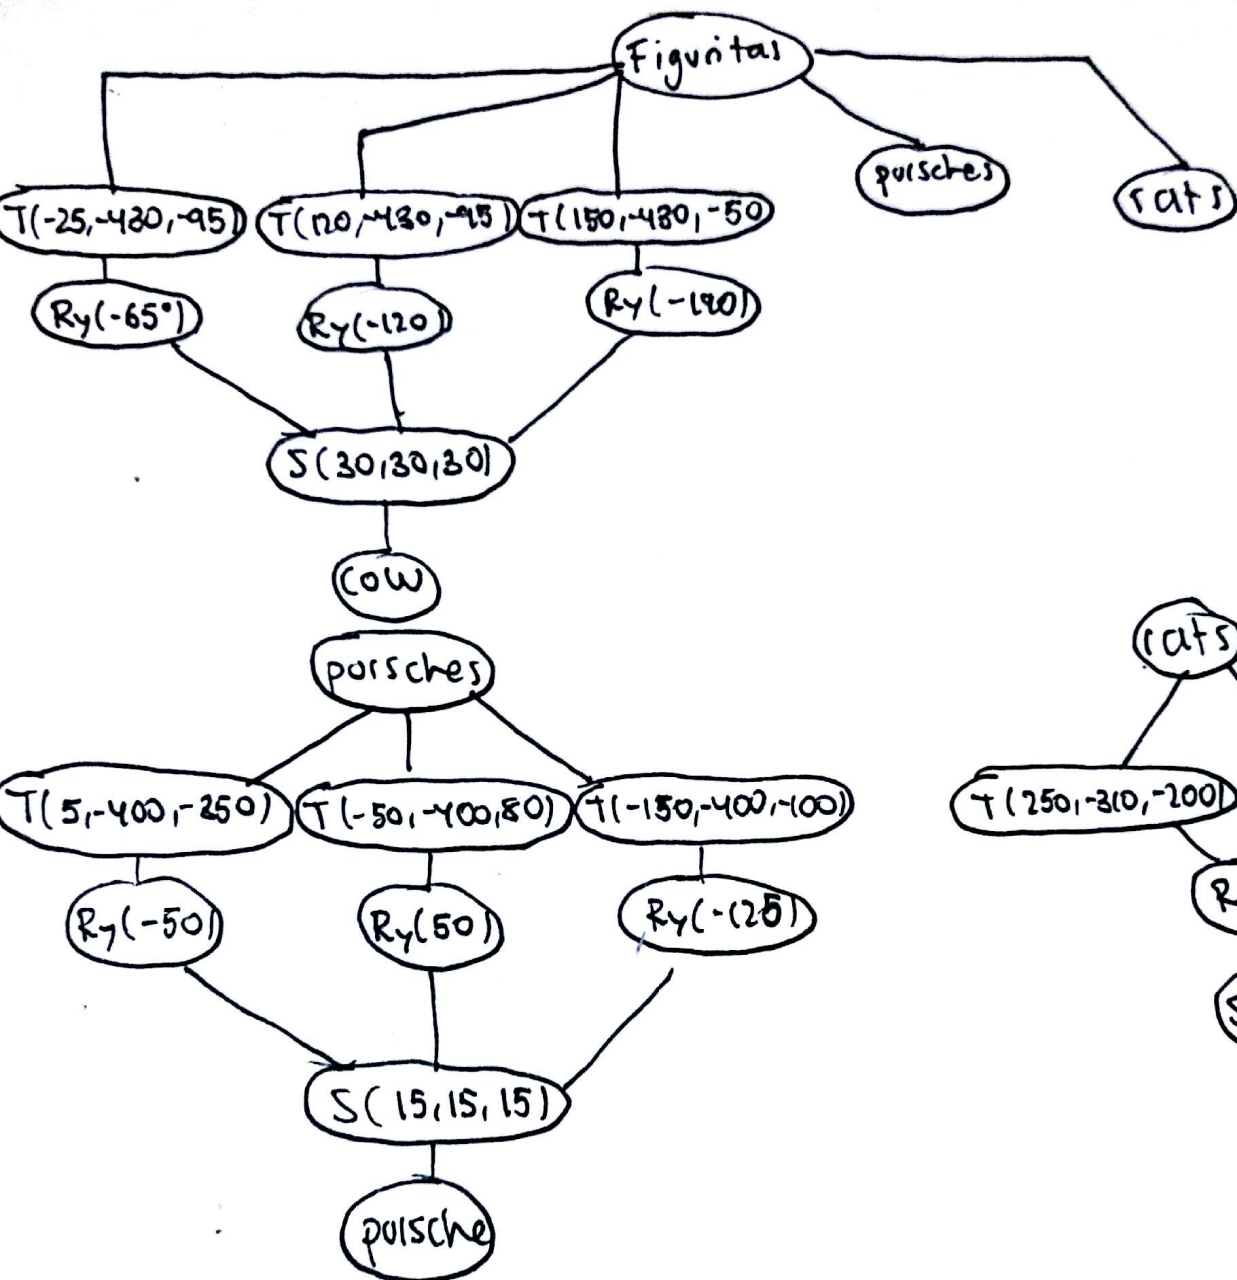 Figuritas
porsches
rats
T(-25,-430,-95)
T(120,-430,-95)
T(150,-430,-50)
Ry(-65°)
Ry(-120)
Ry(-190)
S(30,30,30)
cow
porsches
rats
T(5,-400,-250)
T(-50,-400,80)
T(-150,-400,-100)
T(250,-310,-200)
Ry(-50)
Ry(50)
Ry(-125)
R
S(15,15,15)
porsche